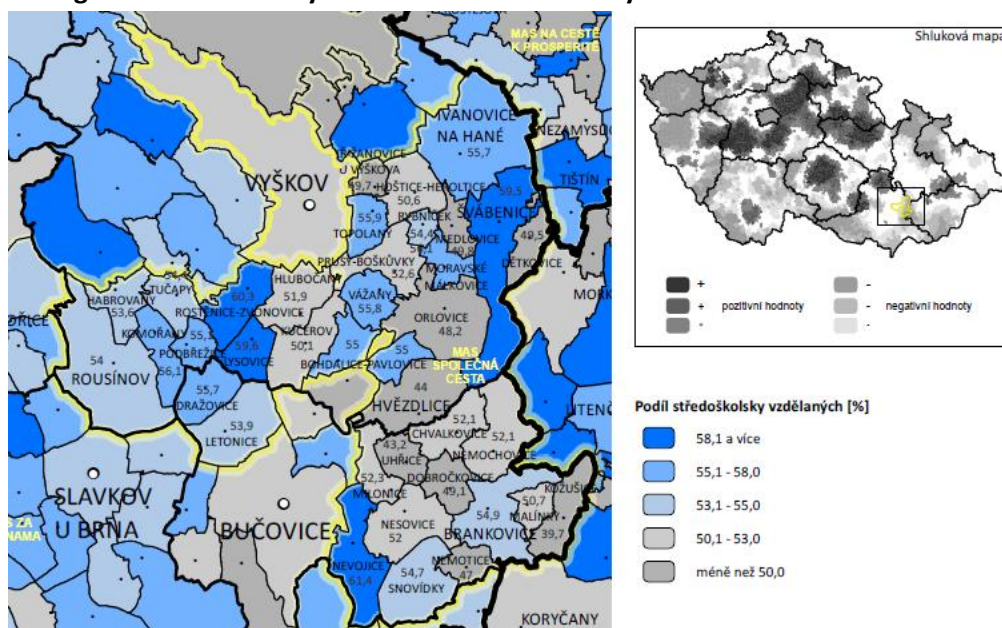 MAS NA CESTĚ
K PROSPERITĚ
IVANOVICE
NA HANÉ
55,7
NEZAMYSL
TIŠTÍN
VYŠKOV
U VYŠKOVA
49,7
HOŠTICE-HEROLTICE
50,6
59,5
ŠVÁBENICE
RYBNÍČEK
54,4
55,9
TOPOLANY
MEDLOVICE
49,8
49,5
DĚTKOVICE
PRUSY-BOŠKŮVKY
52,6
MORAVSKÉ
MÁLKOVICE
TUČAPY
HABROVANY
53,6
60,3
ROSTĚNICE-ZVONOVICE
HLUBOČANY
51,9
VÁŽANY
55,8
ORLOVICE
48,2
KOMOŘANY
PODBŘEŽICE
56,1
59,6
LYSOVICE
KUČEROV
50,1
55
BOHDALICE-PAVLOVICE
55
54
ROUSÍNOV
MAS
SPOLEČNÁ
CESTA
55,7
DRAŽOVICE
44
HVĚZDLICE
LITENČ
53,9
LETONICE
52,1
CHVALKOVICE
43,2
UHŘICE
52,1
NEMOCHOVICE
52,3
MILONICE
DOBROČKOVICE
49,1
KOŽUŠICE
50,7
MALÍNKY
39,7
SLAVKOV
U BRNA
BUČOVICE
NESOVICE
52
54,9
BRANKOVICE
NEVOJICE
61,4
54,7
SNOVÍDKY
NEMOTICE
47
KORYČANY
Shluková mapa
+
+ pozitivní hodnoty
-
- negativní hodnoty
-
Podíl středoškolsky vzdělaných [%]
58,1 a více
55,1 - 58,0
53,1 - 55,0
50,1 - 53,0
méně než 50,0